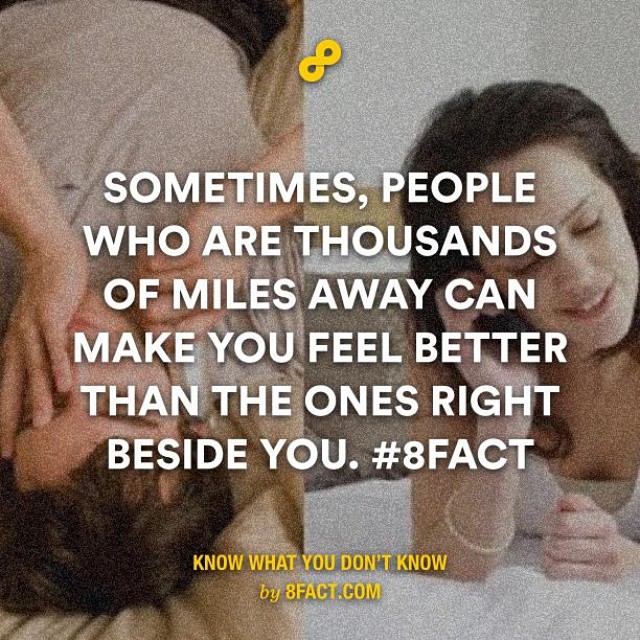 SOMETIMES, PEOPLE
WHO ARE THOUSANDS
OF MILES AWAY CAN
MAKE YOU FEEL BETTER
THAN THE ONES RIGHT
BESIDE YOU. #8FACT
KNOW WHAT YOU DON'T KNOW
by 8FACT.COM